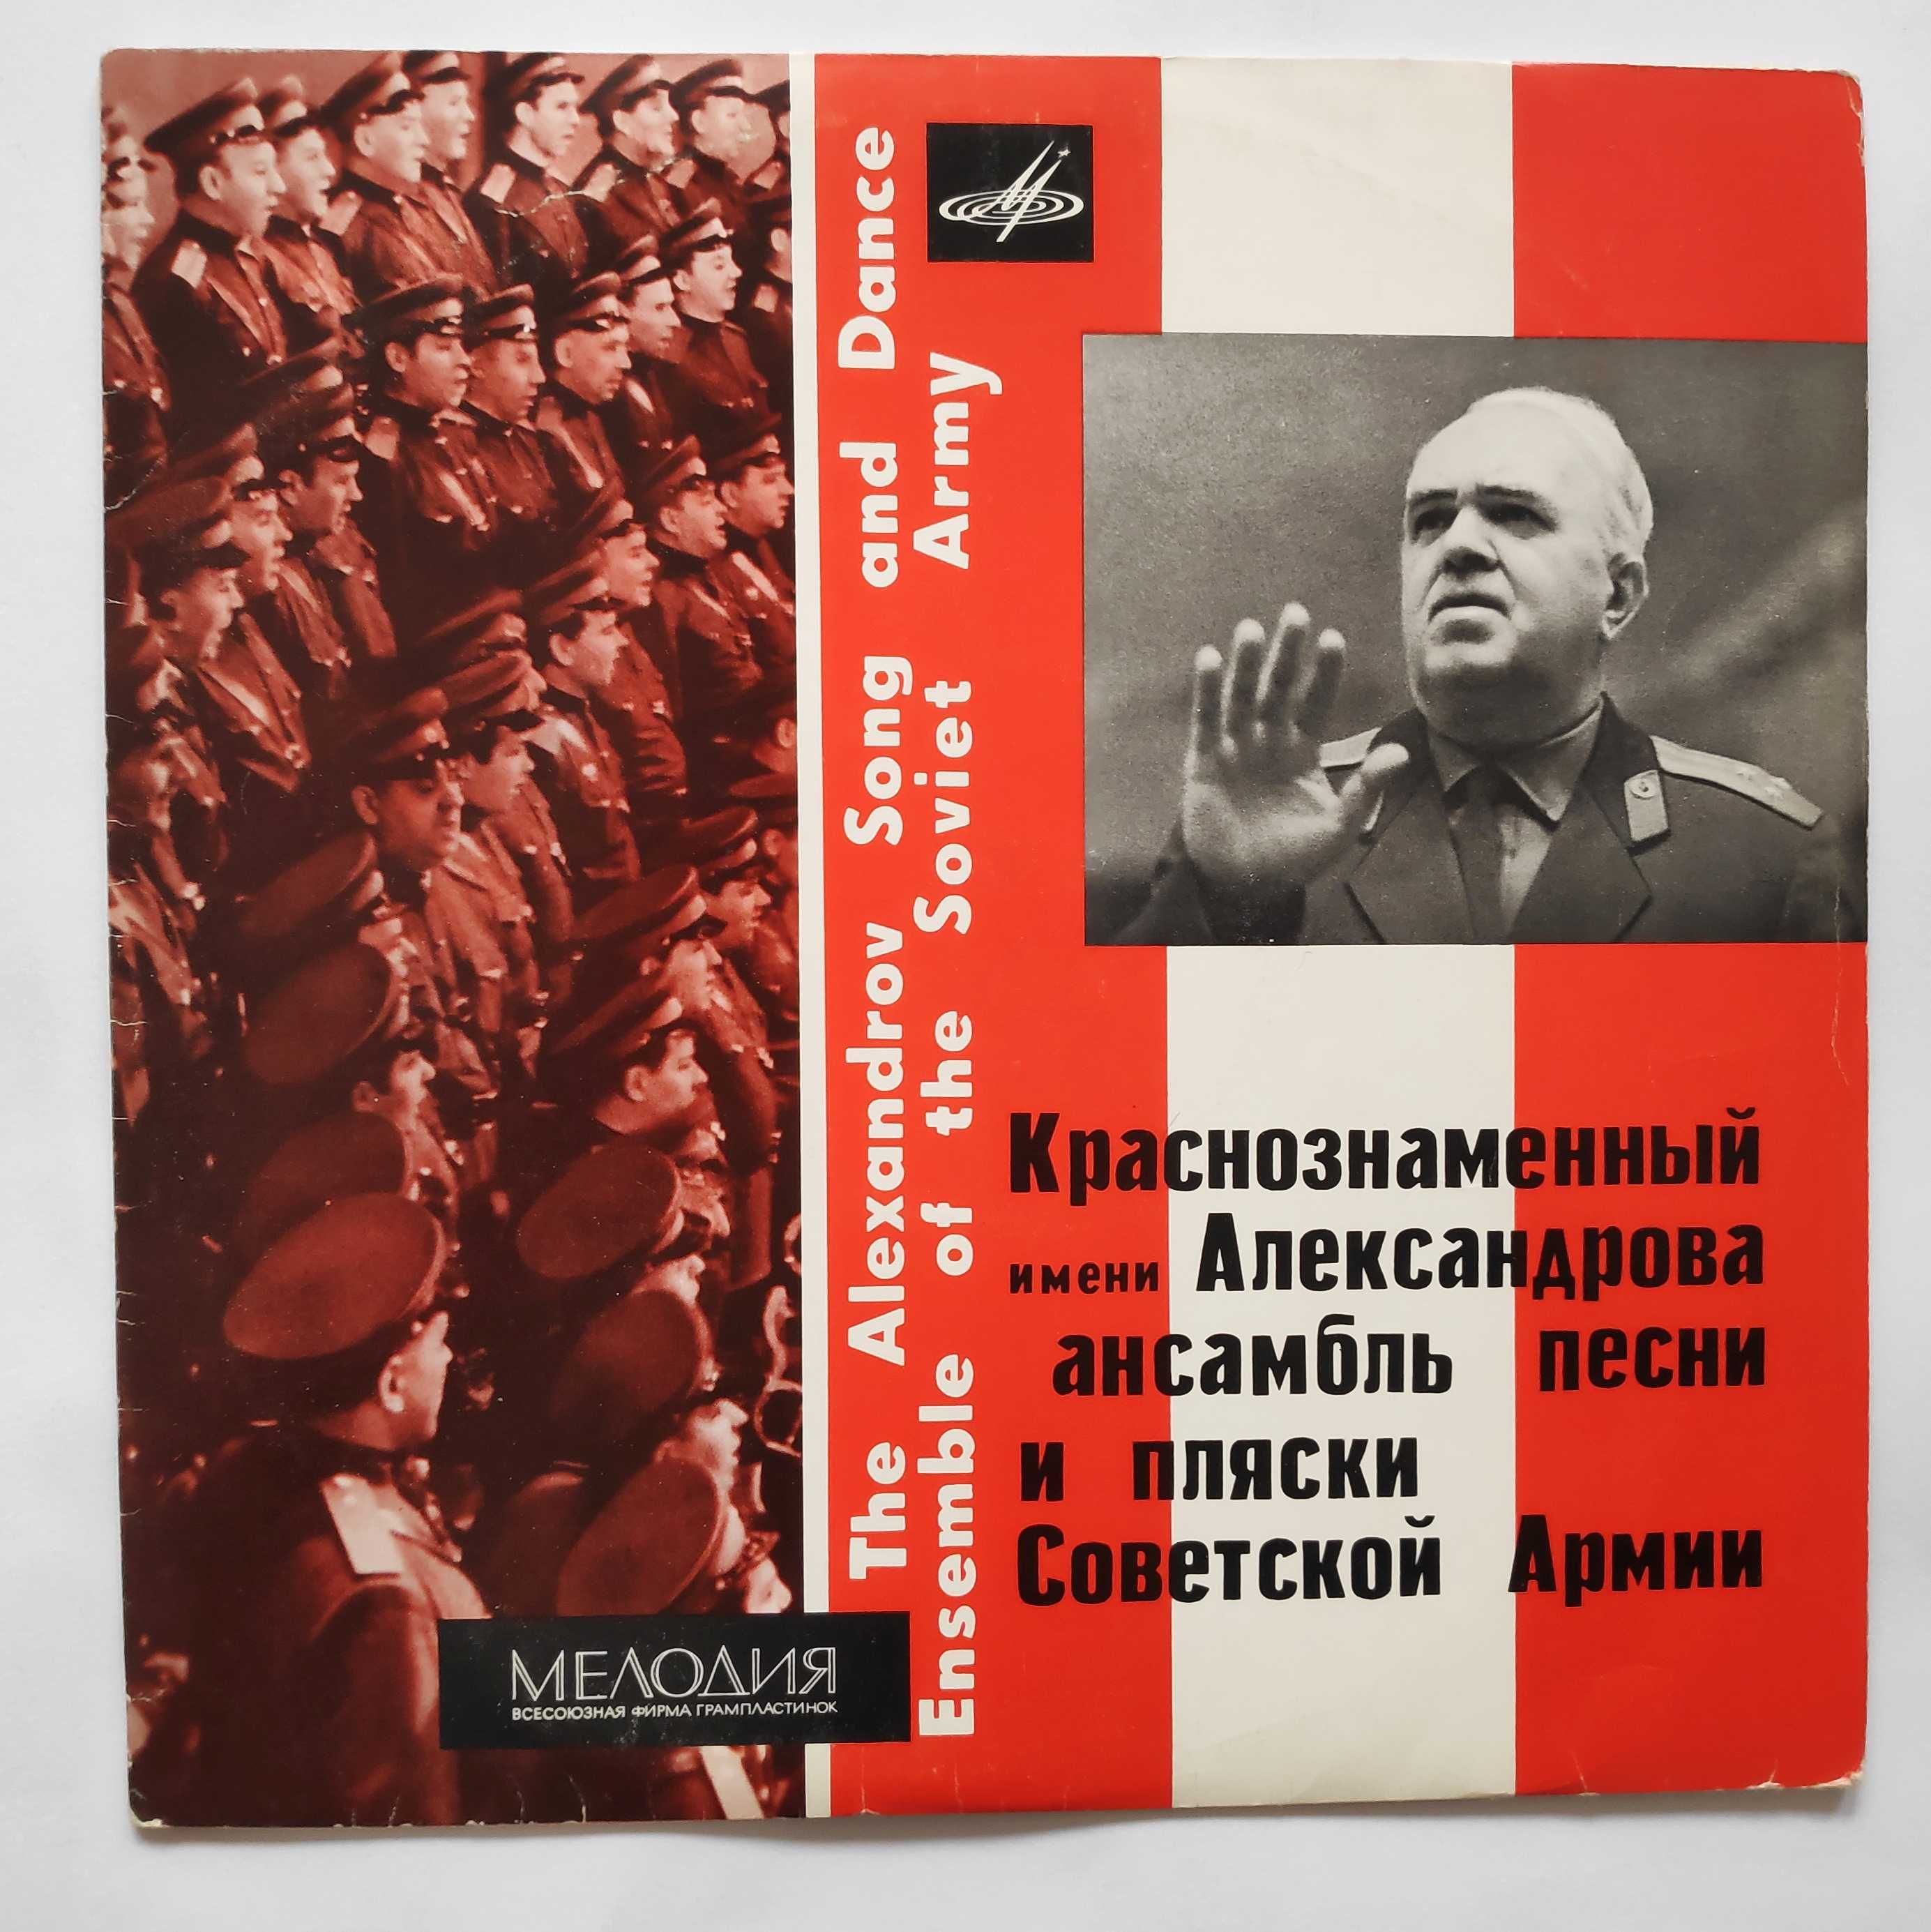 The Alexandrov Song and Dance
Ensemble of the Soviet Army
Краснознаменный
имени Александрова
ансамбль песни
и пляски
Советской Армии
МЕЛОДИЯ
ВСЕСОЮЗНАЯ ФИРМА ГРАМПЛАСТИНОК